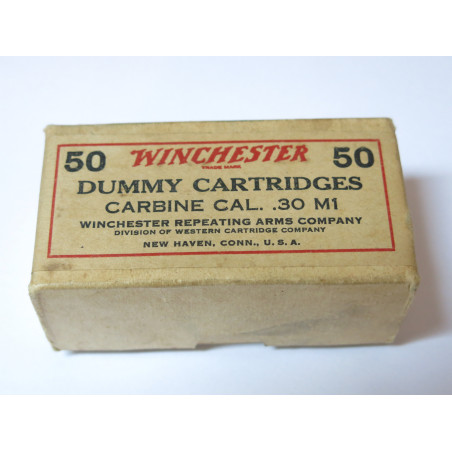 50 WINCHESTER 50
TRADE MARK
DUMMY CARTRIDGES
CARBINE CAL. .30 M1
WINCHESTER REPEATING ARMS COMPANY
DIVISION OF WESTERN CARTRIDGE COMPANY
NEW HAVEN, CONN., U. S. A.